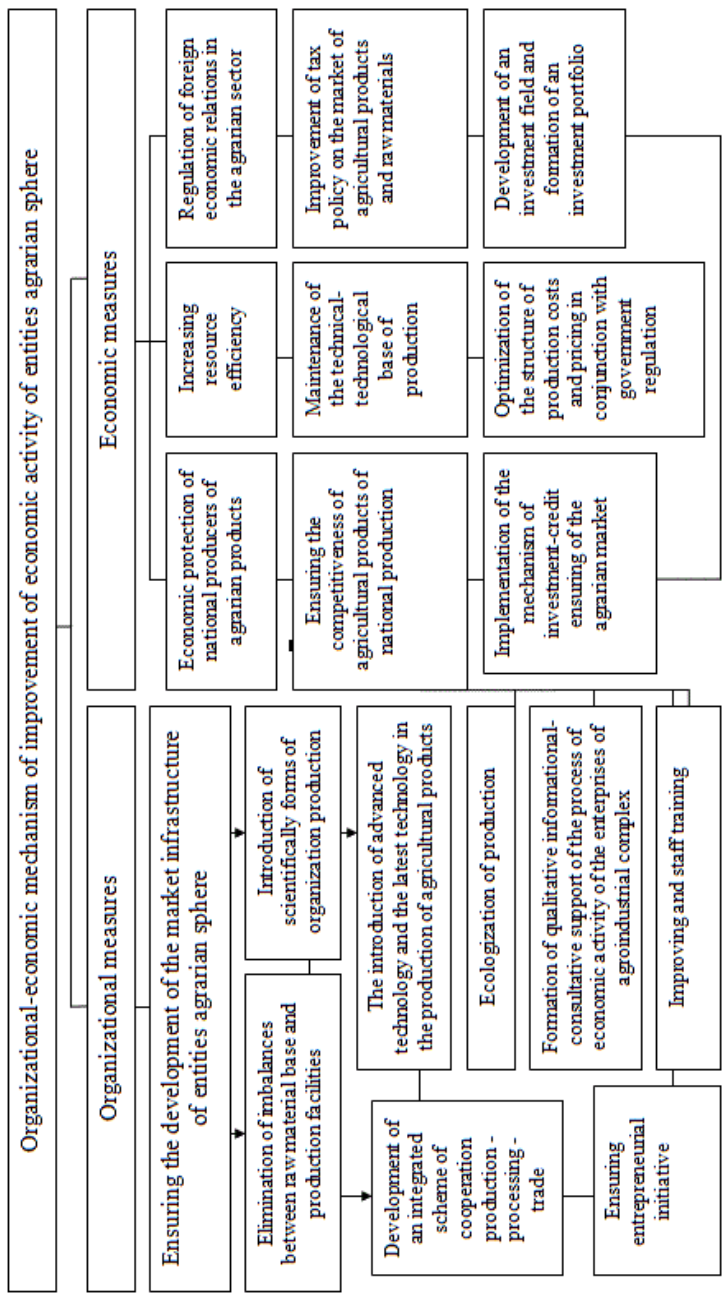 Organizational-economic mechanism of improvement of economic activity of entities agrarian sphere
Organizational measures
Economic measures
Ensuring the development of the market infrastructure
of entities agrarian sphere
Elimination of imbalances
between raw material base and
production facilities
Introduction of
scientifically forms of
organization production
Development of
an integrated
scheme of
cooperation
production -
processing -
trade
The introduction of advanced
technology and the latest technology in
the production of agricultural products
Ecologization of production
Formation of qualitative informational-
consultative support of the process of
economic activity of the enterprises of
agroindustrial complex
Ensuring
entrepreneurial
initiative
Improving and staff training
Economic protection of
national producers of
agrarian products
Increasing
resource
efficiency
Regulation of foreign
economic relations in
the agrarian sector
Ensuring the
competitiveness of
agricultural products of
national production
Maintenance of
the technical-
technological
base of
production
Improvement of tax
policy on the market of
agricultural products
and raw materials
Implementation of the
mechanism of
investment-credit
ensuring of the
agrarian market
Optimization of
the structure of
production costs
and pricing in
conjunction with
government
regulation
Development of an
investment field and
formation of an
investment portfolio